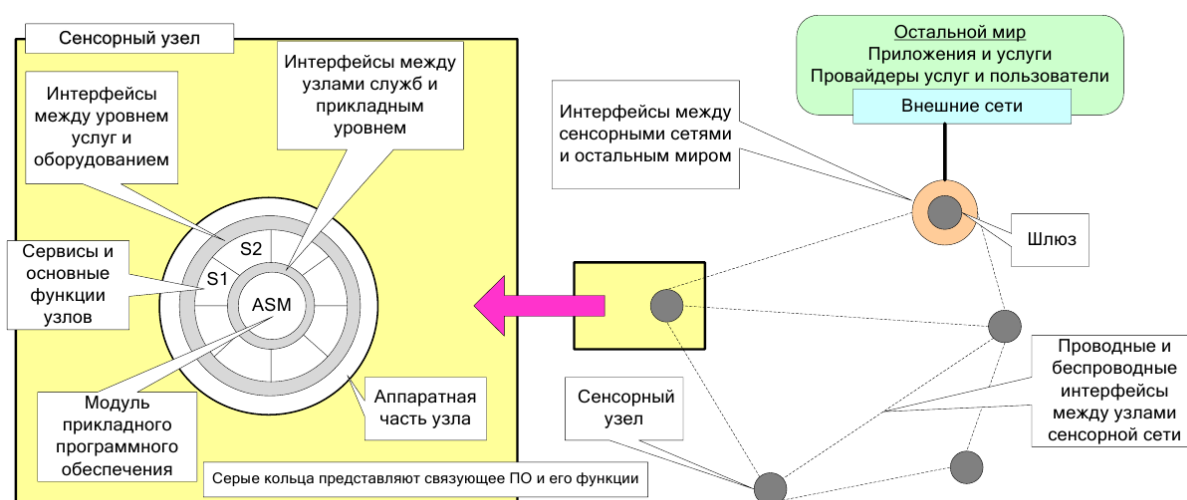 Сенсорный узел
Интерфейсы
между уровнем
услуг и
оборудованием
Интерфейсы между
узлами служб и
прикладным
уровнем
Сервисы и
основные
функции
узлов
S2
S1
ASM
Модуль
прикладного
программного
обеспечения
Аппаратная
часть узла
Серые кольца представляют связующее ПО и его функции
Остальной мир
Приложения и услуги
Провайдеры услуг и пользователи
Внешние сети
Интерфейсы между
сенсорными сетями
и остальным миром
Шлюз
Сенсорный
узел
Проводные и
беспроводные
интерфейсы
между узлами
сенсорной сети